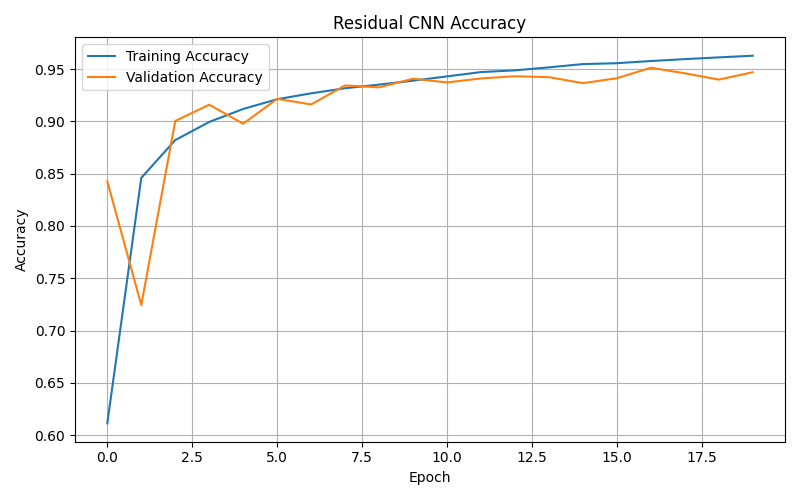 Residual CNN Accuracy
Training Accuracy
Validation Accuracy
0.95
0.90
0.85
0.80
0.75
0.70
0.65
0.60
Accuracy
0.0 2.5 5.0 7.5 10.0 12.5 15.0 17.5
Epoch